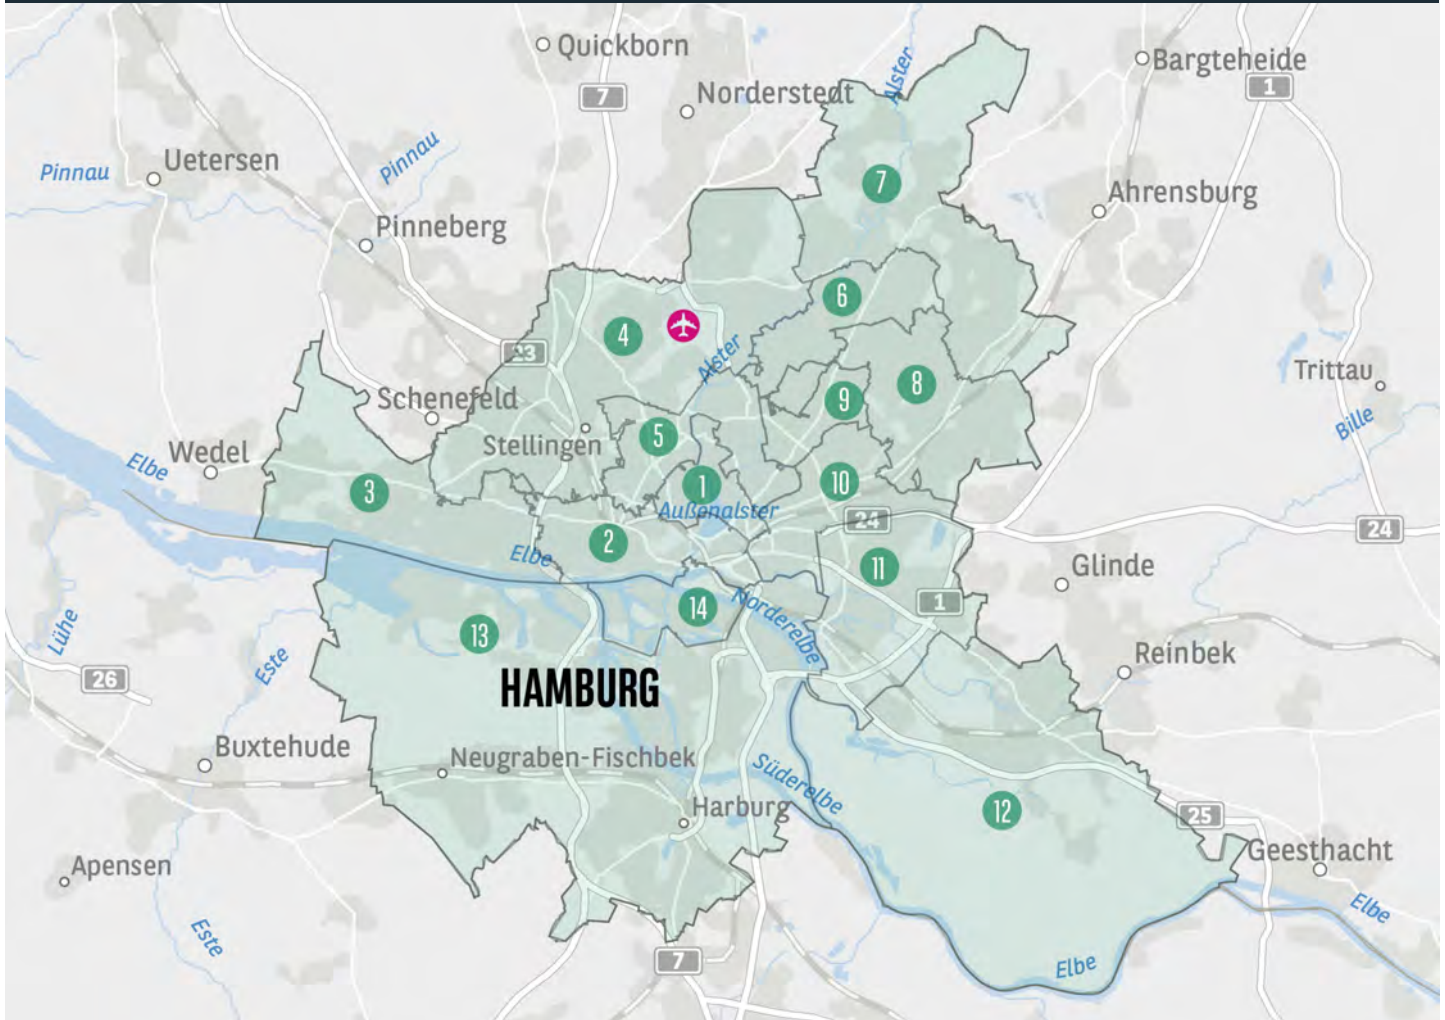 Quickborn
Bargteheide
Alster
7
Norderstedt
1
Pinnau
Uetersen
Pinnau
7
Ahrensburg
Pinneberg
6
4
Alster
23
Trittau
8
Schenefeld
9
Bille
5
Stellingen
Wedel
Elbe
3
1
10
Außenalster
24
24
2
Elbe
11
Glinde
1
14
Norderelbe
Lühe
13
Este
Reinbek
26
HAMBURG
Buxtehude
Neugraben-Fischbek
Süderelbe
Harburg
12
25
Geesthacht
Apensen
Elbe
Este
7
Elbe